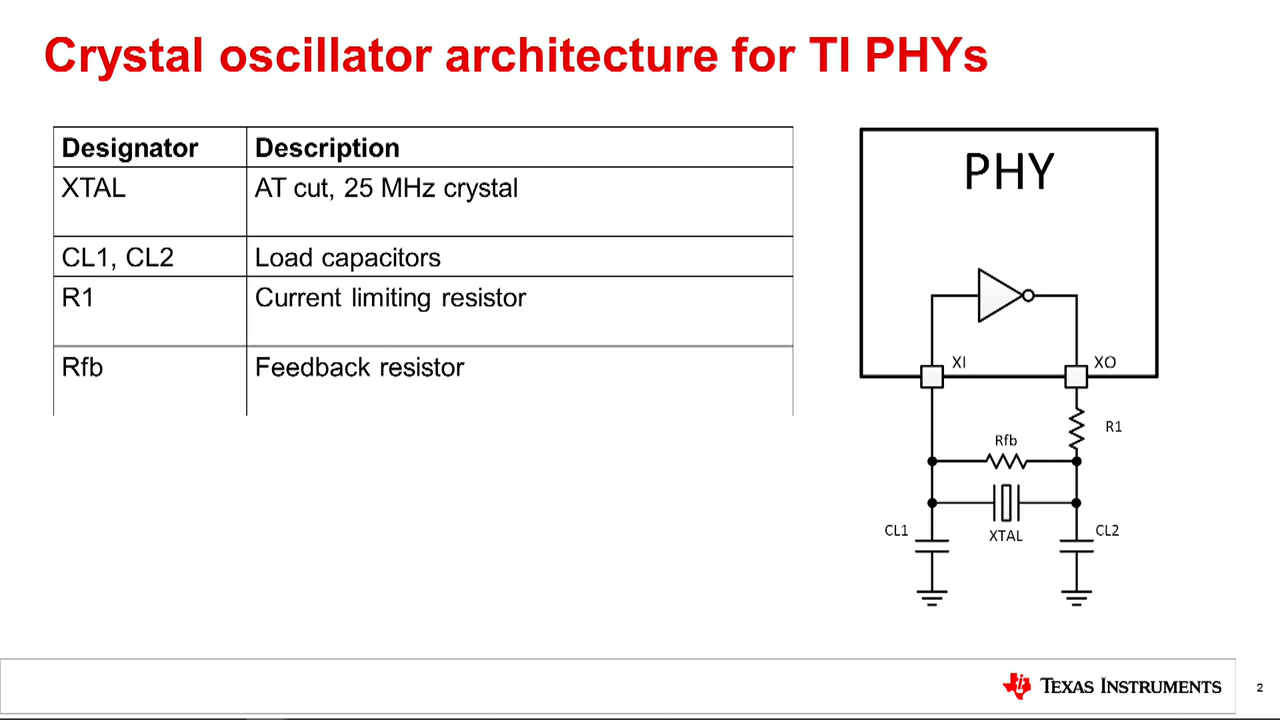 Crystal oscillator architecture for TI PHYs
Designator Description
XTAL AT cut, 25 MHz crystal
CL1, CL2 Load capacitors
R1 Current limiting resistor
Rfb Feedback resistor
PHY
XI XO
R1
Rfb
CL1 XTAL CL2
TEXAS INSTRUMENTS 2